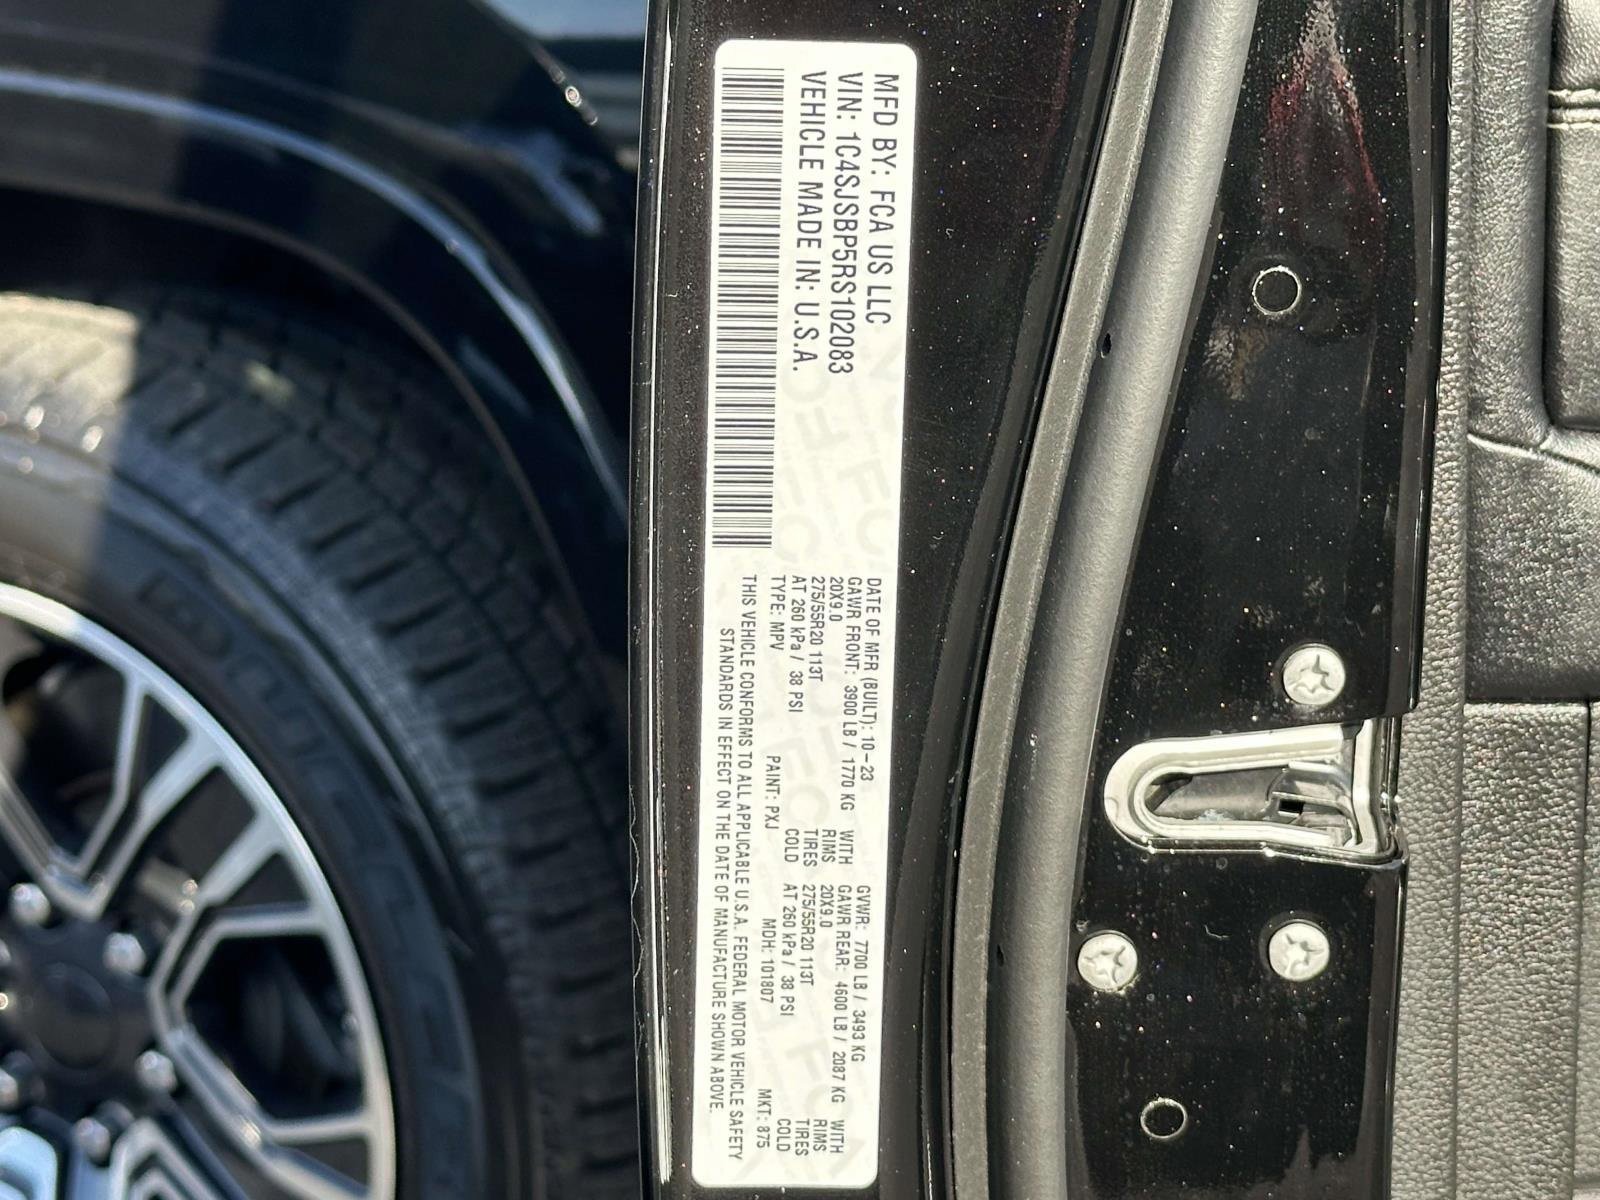 MFD BY: FCA US LLC
VIN: 1C4SJSBP5RS102083
VEHICLE MADE IN: U.S.A.
DATE OF MFR (BUILT): 10-23 GVWR: 7700 LB / 3493 KG
GAWR FRONT: 3900 LB / 1770 KG WITH GAWR REAR: 4600 LB / 2087 KG WITH
20X9.0 RIMS 20X9.0 RIMS
275/55R20 113T TIRES 275/55R20 113T TIRES
AT 260 kPa / 38 PSI COLD AT 260 kPa / 38 PSI COLD
TYPE: MPV PAINT: PXJ MDH: 101807 MKT: 875
THIS VEHICLE CONFORMS TO ALL APPLICABLE U.S.A. FEDERAL MOTOR VEHICLE SAFETY
STANDARDS IN EFFECT ON THE DATE OF MANUFACTURE SHOWN ABOVE.